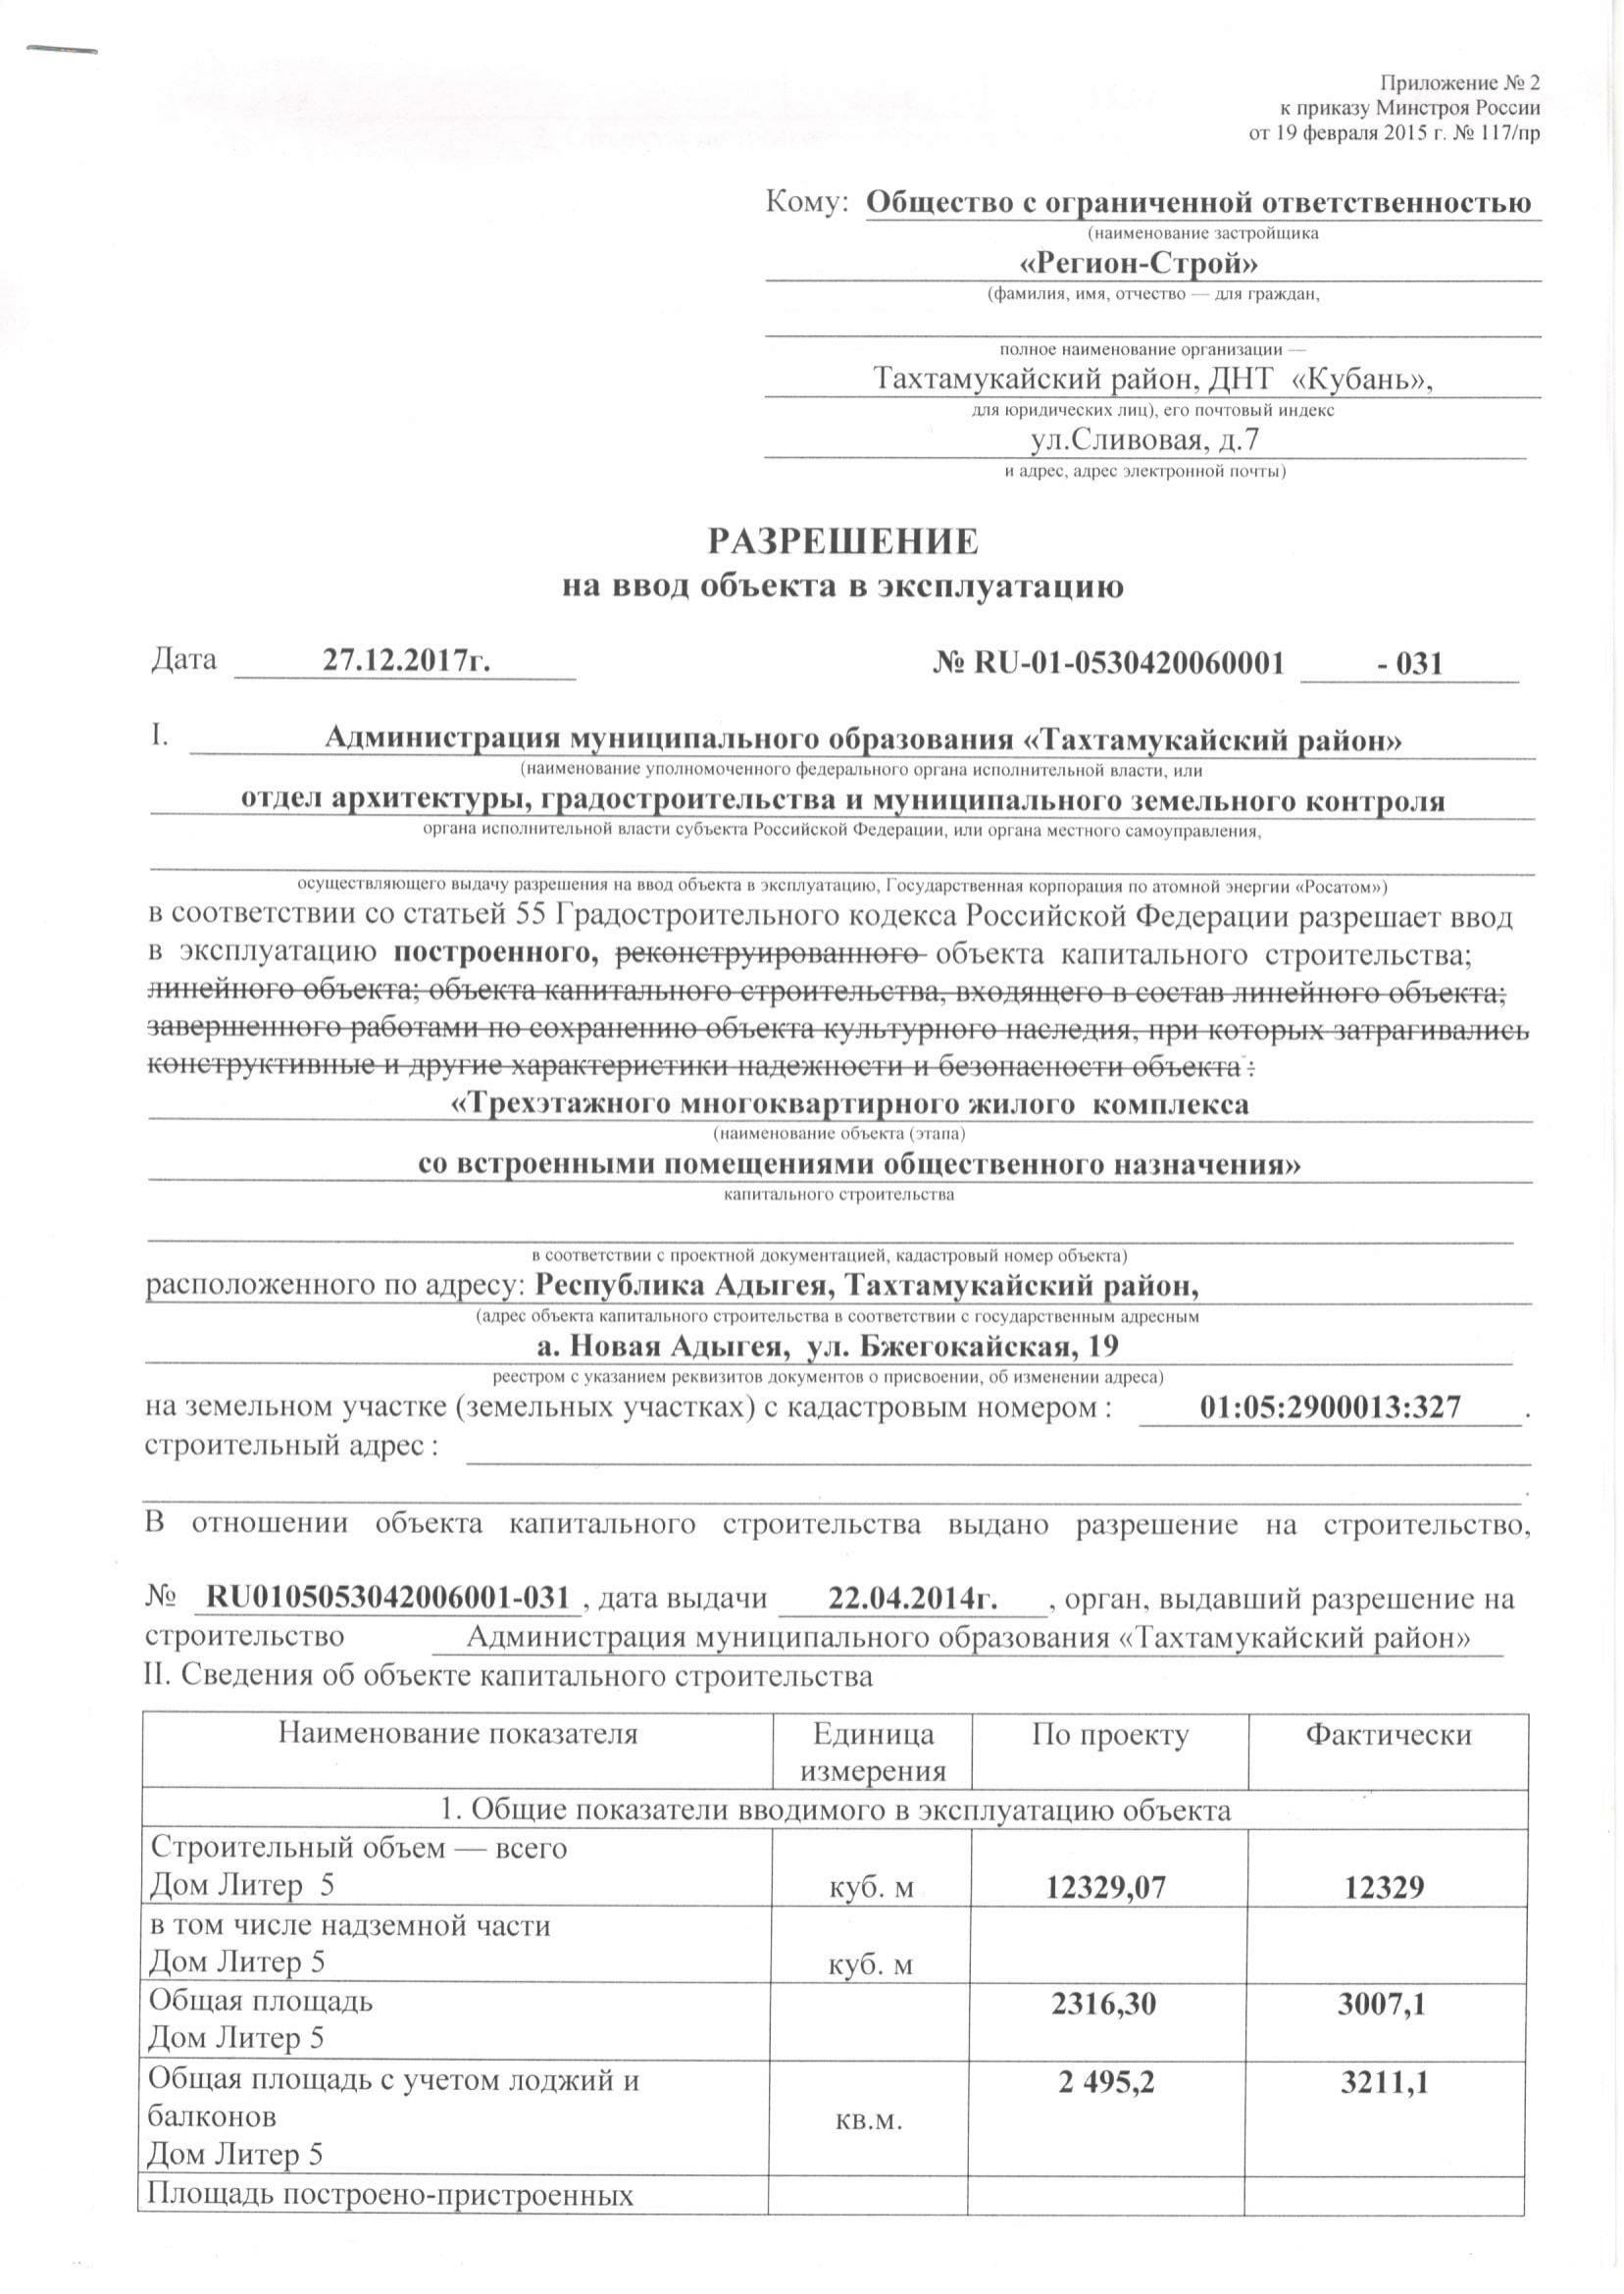 Приложение № 2
к приказу Минстроя России
от 19 февраля 2015 г. № 117/пр
Кому: Общество с ограниченной ответственностью
(наименование застройщика
«Регион-Строй»
(фамилия, имя, отчество — для граждан,
полное наименование организации —
Тахтамукайский район, ДНТ «Кубань»,
для юридических лиц), его почтовый индекс
ул.Сливовая, д.7
и адрес, адрес электронной почты)
РАЗРЕШЕНИЕ
на ввод объекта в эксплуатацию
Дата 27.12.2017г. № RU-01-0530420060001 - 031
I. Администрация муниципального образования «Тахтамукайский район»
(наименование уполномоченного федерального органа исполнительной власти, или
отдел архитектуры, градостроительства и муниципального земельного контроля
органа исполнительной власти субъекта Российской Федерации, или органа местного самоуправления,
осуществляющего выдачу разрешения на ввод объекта в эксплуатацию, Государственная корпорация по атомной энергии «Росатом»)
в соответствии со статьей 55 Градостроительного кодекса Российской Федерации разрешает ввод
в эксплуатацию построенного, реконструированного объекта капитального строительства;
линейного объекта; объекта капитального строительства, входящего в состав линейного объекта;
завершенного работами по сохранению объекта культурного наследия, при которых затрагивались
конструктивные и другие характеристики надежности и безопасности объекта :
«Трехэтажного многоквартирного жилого комплекса
(наименование объекта (этапа)
со встроенными помещениями общественного назначения»
капитального строительства
в соответствии с проектной документацией, кадастровый номер объекта)
расположенного по адресу: Республика Адыгея, Тахтамукайский район,
(адрес объекта капитального строительства в соответствии с государственным адресным
а. Новая Адыгея, ул. Бжегокайская, 19
реестром с указанием реквизитов документов о присвоении, об изменении адреса)
на земельном участке (земельных участках) с кадастровым номером : 01:05:2900013:327 .
строительный адрес :
.
В отношении объекта капитального строительства выдано разрешение на строительство,
№ RU0105053042006001-031 , дата выдачи 22.04.2014г. , орган, выдавший разрешение на
строительство Администрация муниципального образования «Тахтамукайский район»
II. Сведения об объекте капитального строительства
Наименование показателя Единица По проекту Фактически
измерения
1. Общие показатели вводимого в эксплуатацию объекта
Строительный объем — всего
Дом Литер 5 куб. м 12329,07 12329
в том числе надземной части
Дом Литер 5 куб. м
Общая площадь 2316,30 3007,1
Дом Литер 5
Общая площадь с учетом лоджий и 2 495,2 3211,1
балконов кв.м.
Дом Литер 5
Площадь построено-пристроенных